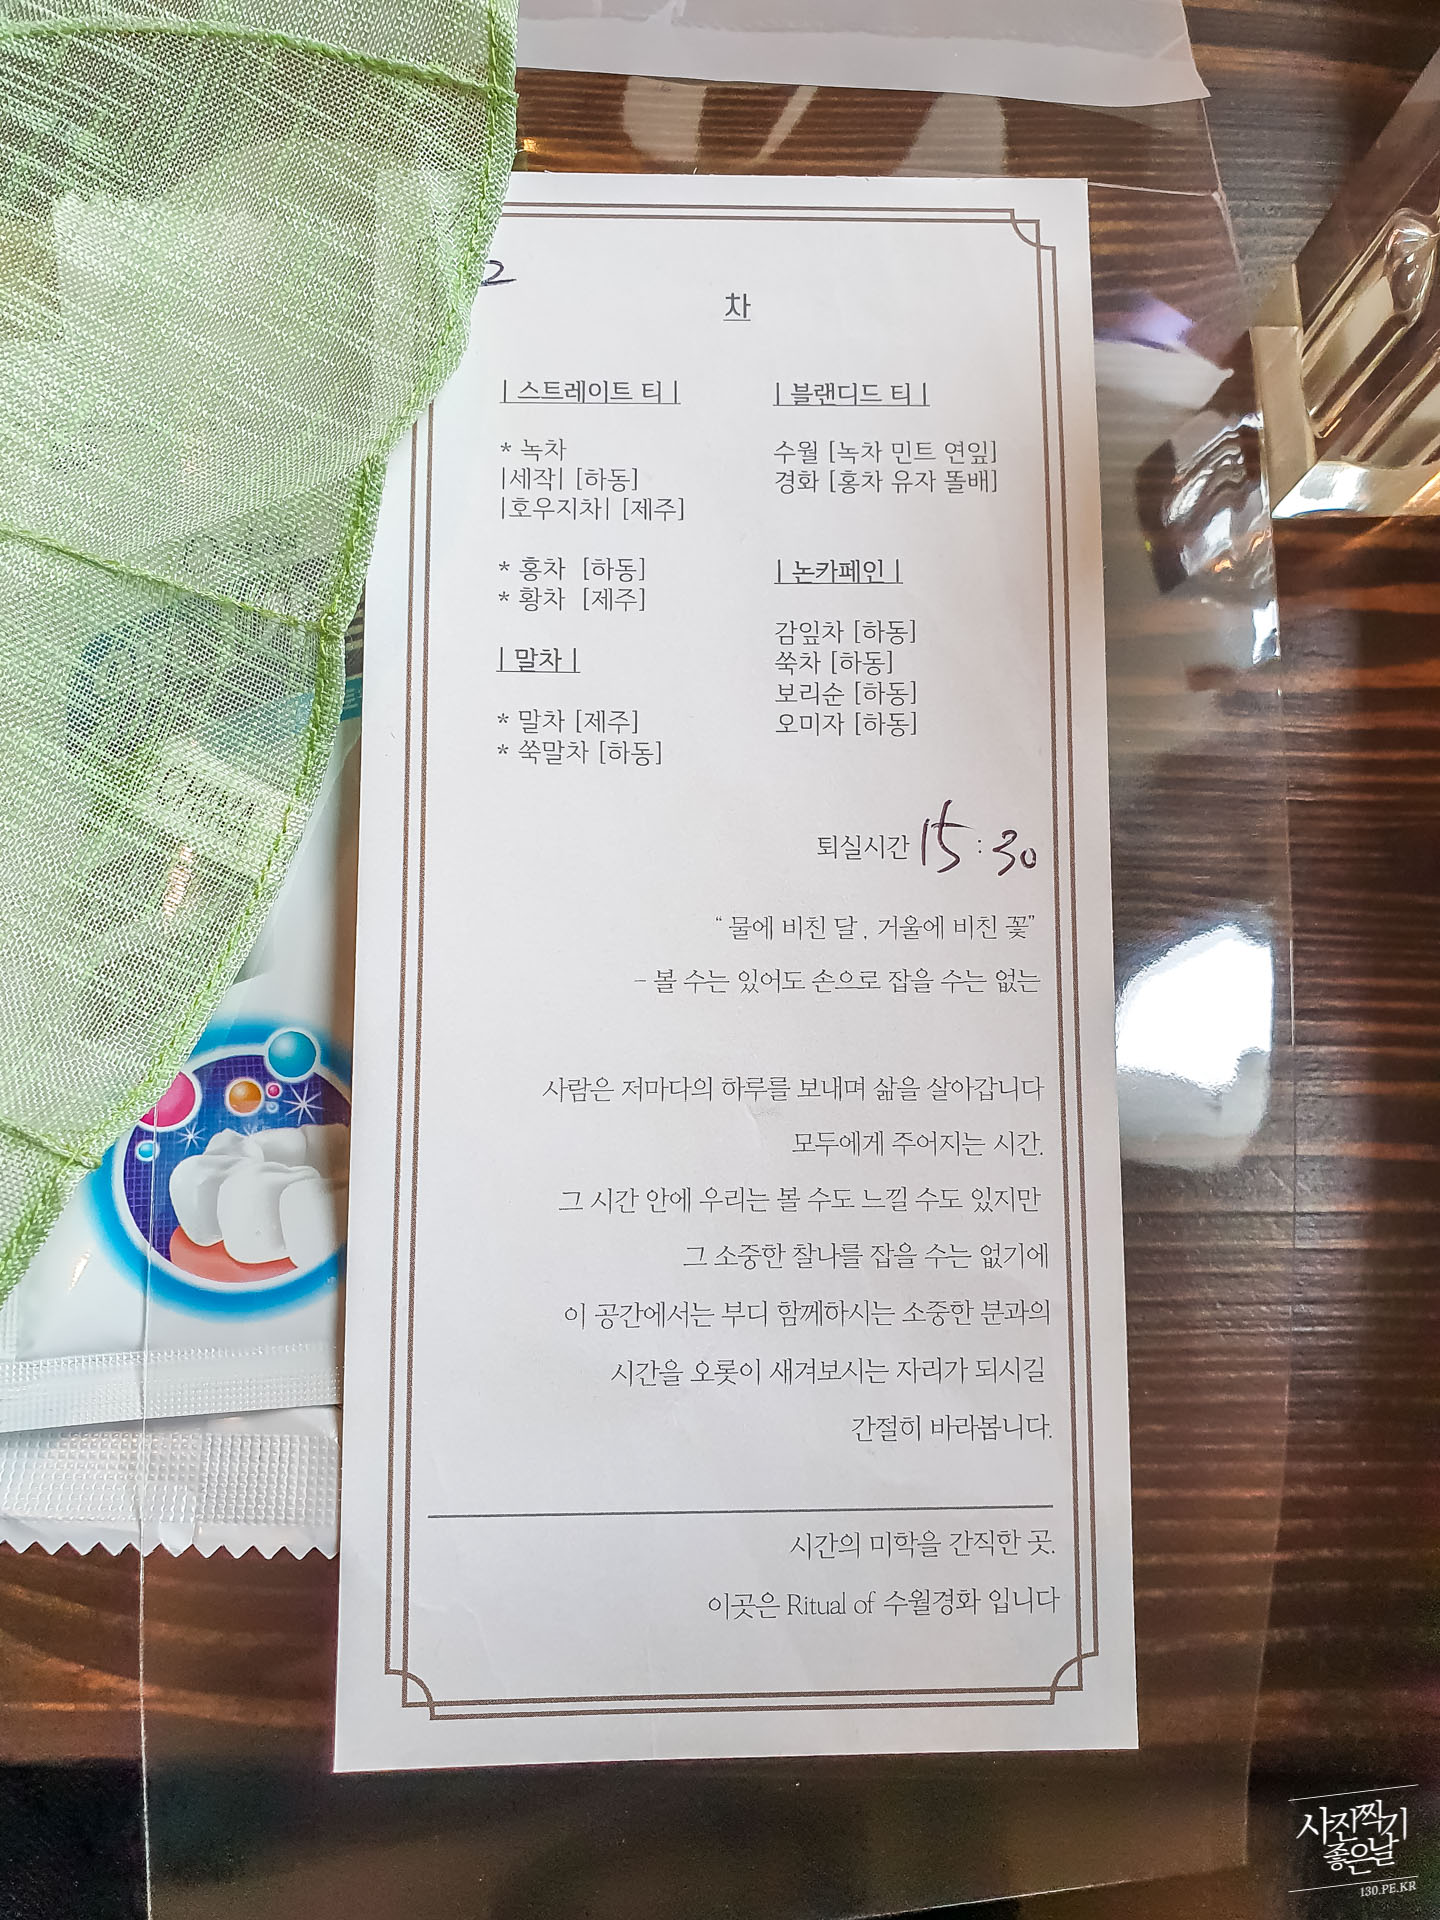 2
차
| 스트레이트 티 |
* 녹차
|세작| [하동]
|호우지차| [제주]
* 홍차 [하동]
* 황차 [제주]
| 말차 |
* 말차 [제주]
* 쑥말차 [하동]
| 블랜디드 티 |
수월 [녹차 민트 연잎]
경화 [홍차 유자 똘배]
| 논카페인 |
감잎차 [하동]
쑥차 [하동]
보리순 [하동]
오미자 [하동]
퇴실시간 15:30
“ 물에 비친 달, 거울에 비친 꽃”
- 볼 수는 있어도 손으로 잡을 수는 없는
사람은 저마다의 하루를 보내며 삶을 살아갑니다
모두에게 주어지는 시간.
그 시간 안에 우리는 볼 수도 느낄 수도 있지만
그 소중한 찰나를 잡을 수는 없기에
이 공간에서는 부디 함께하시는 소중한 분과의
시간을 오롯이 새겨보시는 자리가 되시길
간절히 바라봅니다.
시간의 미학을 간직한 곳.
이곳은 Ritual of 수월경화 입니다
사진찍기
좋은날
130.PE.KR